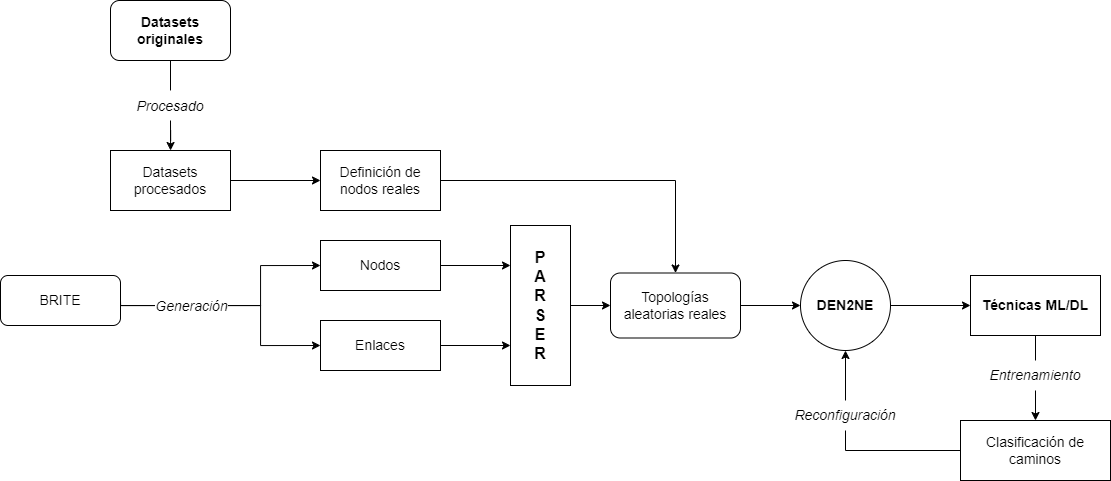 Datasets
originales
Procesado
Datasets
procesados
Definición de
nodos reales
BRITE
Generación
Nodos
Enlaces
P
A
R
S
E
R
Topologías
aleatorias reales
DEN2NE
Técnicas ML/DL
Entrenamiento
Clasificación de
caminos
Reconfiguración